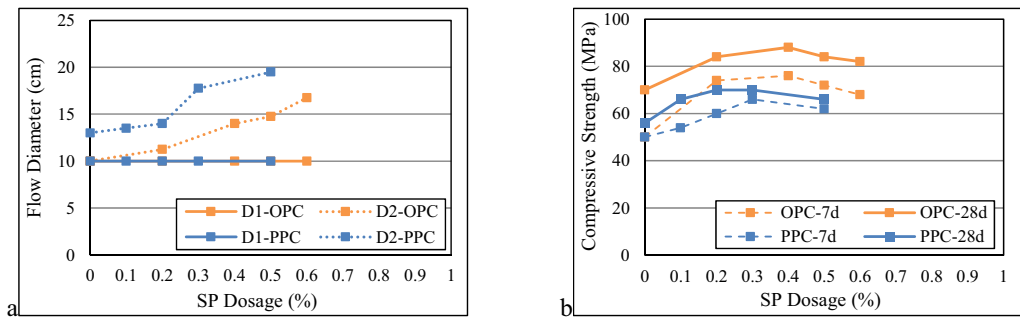 Flow Diameter (cm)
25
20
15
10
5
0
D1-OPC D2-OPC
D1-PPC D2-PPC
0 0.1 0.2 0.3 0.4 0.5 0.6 0.7 0.8 0.9 1
SP Dosage (%)
a
Compressive Strength (MPa)
100
80
60
40
20
0
OPC-7d OPC-28d
PPC-7d PPC-28d
0 0.1 0.2 0.3 0.4 0.5 0.6 0.7 0.8 0.9 1
SP Dosage (%)
b